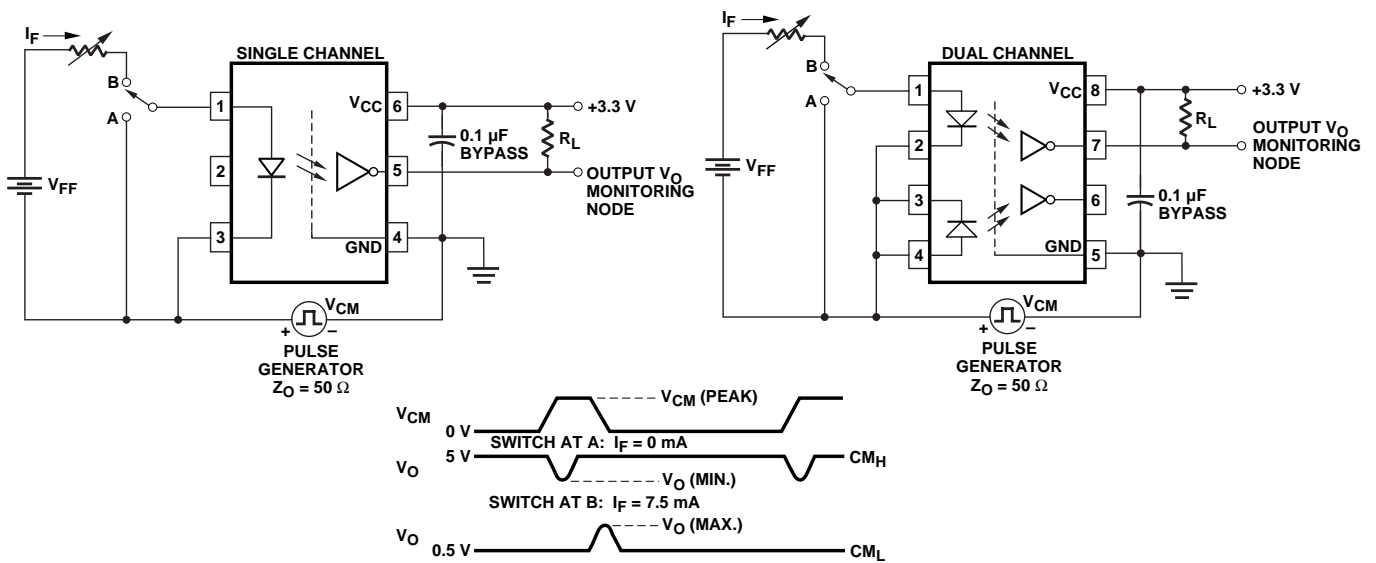 IF
B
A
VFF
SINGLE CHANNEL
1
2
3
VCC 6
5
GND 4
0.1 µF
BYPASS
RL
+3.3 V
OUTPUT VO
MONITORING
NODE
VCM
+ –
PULSE
GENERATOR
ZO = 50 Ω
IF
B
A
VFF
DUAL CHANNEL
1
2
3
4
VCC 8
7
6
GND 5
RL
+3.3 V
OUTPUT VO
MONITORING
NODE
0.1 µF
BYPASS
VCM
+ –
PULSE
GENERATOR
ZO = 50 Ω
VCM (PEAK)
VCM 0 V
SWITCH AT A: IF = 0 mA
VO 5 V CMH
VO (MIN.)
SWITCH AT B: IF = 7.5 mA
VO (MAX.)
VO 0.5 V CML